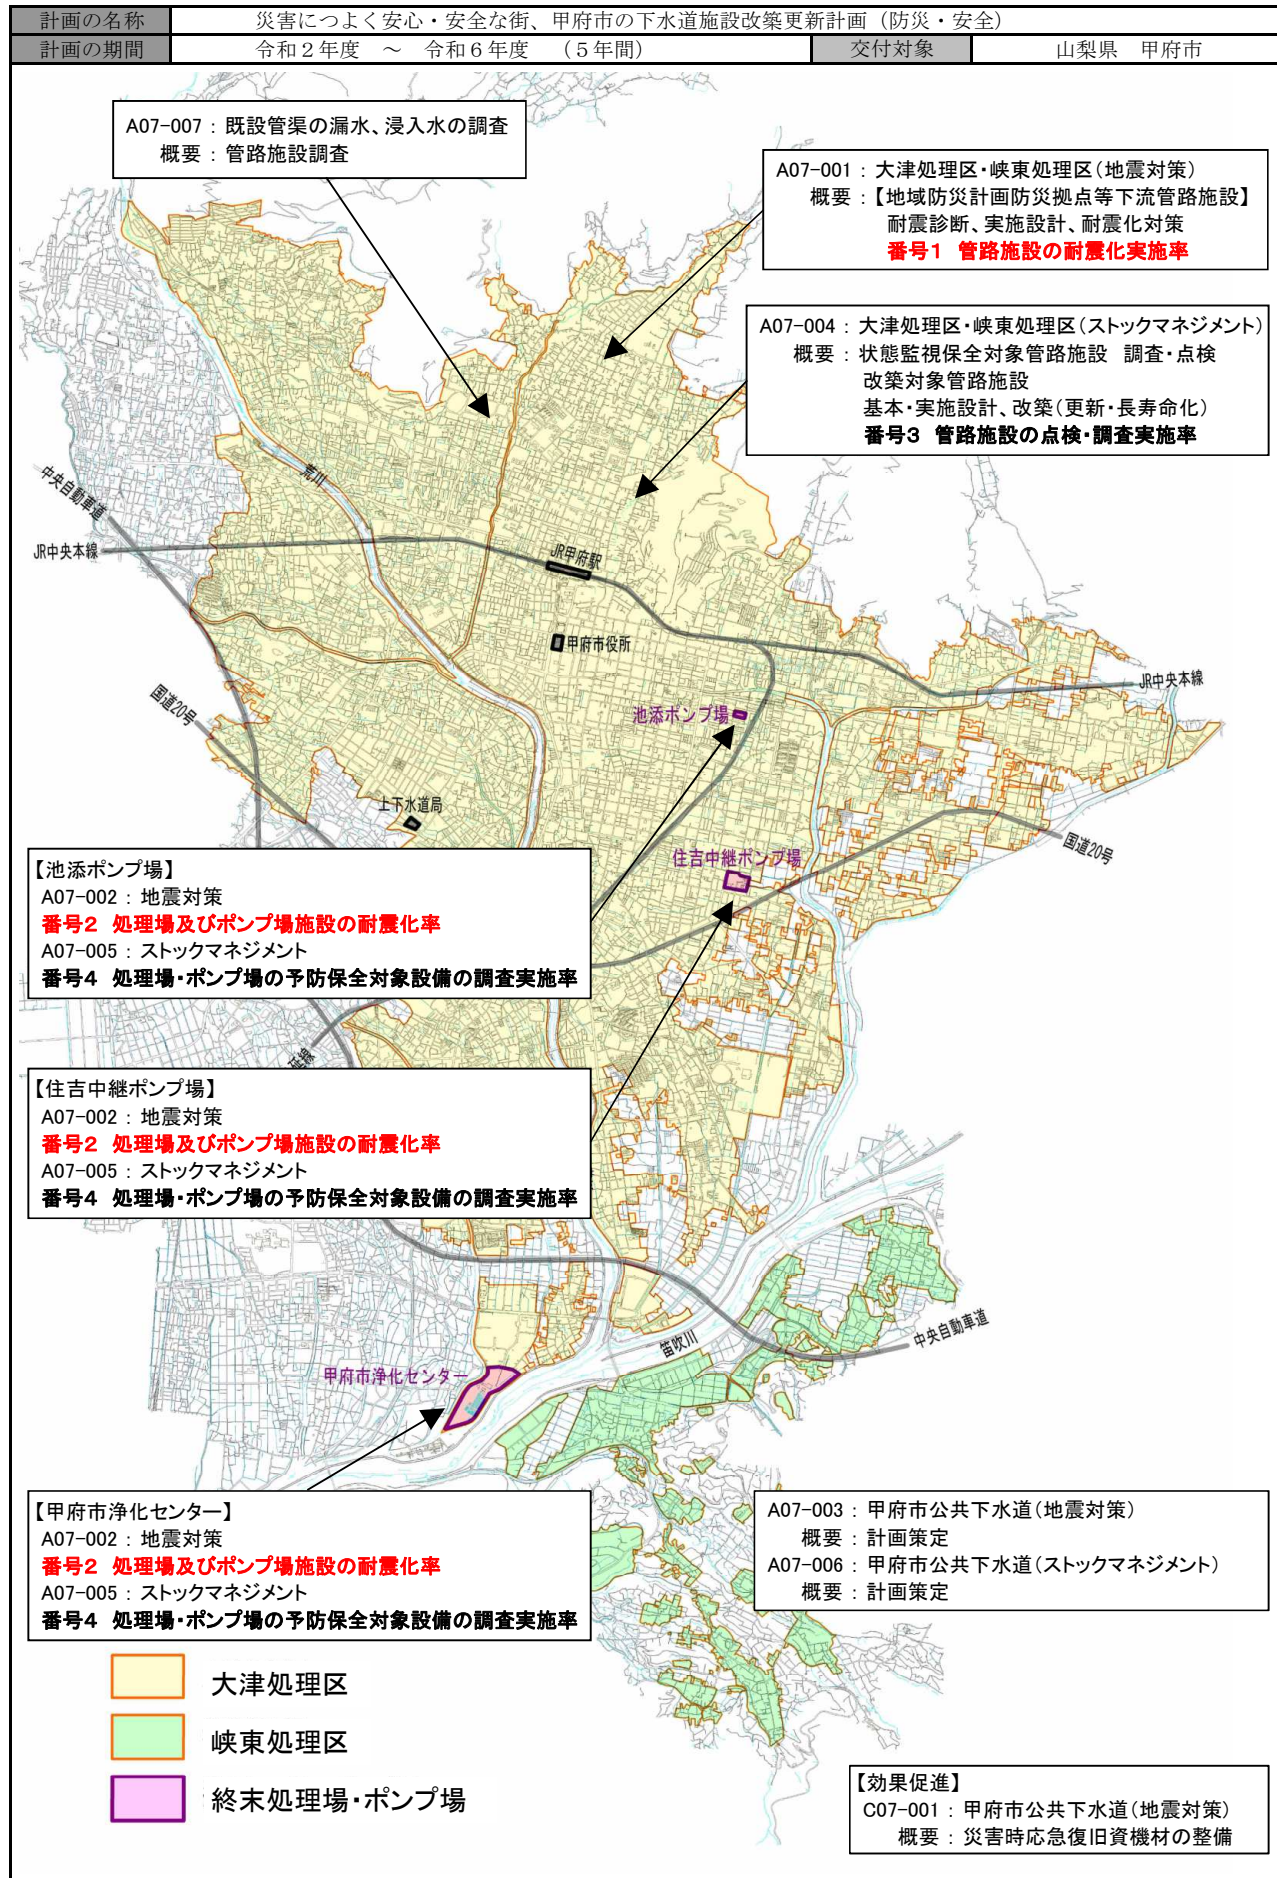 計画の名称 災害につよく安心・安全な街、甲府市の下水道施設改築更新計画（防災・安全）
計画の期間 令和２年度 ～ 令和６年度 （５年間） 交付対象 山梨県 甲府市
A07-007：既設管渠の漏水、浸入水の調査
概要：管路施設調査
A07-001：大津処理区・峡東処理区（地震対策）
概要：【地域防災計画防災拠点等下流管路施設】
耐震診断、実施設計、耐震化対策
番号1 管路施設の耐震化実施率
A07-004：大津処理区・峡東処理区（ストックマネジメント）
概要：状態監視保全対象管路施設 調査・点検
改築対象管路施設
基本・実施設計、改築（更新・長寿命化）
番号3 管路施設の点検・調査実施率
中央自動車道
荒川
JR中央本線
JR甲府駅
甲府市役所
JR中央本線
国道20号
池添ポンプ場
上下水道局
国道20号
住吉中継ポンプ場
【池添ポンプ場】
A07-002：地震対策
番号2 処理場及びポンプ場施設の耐震化率
A07-005：ストックマネジメント
番号4 処理場・ポンプ場の予防保全対象設備の調査実施率
【住吉中継ポンプ場】
A07-002：地震対策
番号2 処理場及びポンプ場施設の耐震化率
A07-005：ストックマネジメント
番号4 処理場・ポンプ場の予防保全対象設備の調査実施率
中央自動車道
笛吹川
甲府市浄化センター
【甲府市浄化センター】
A07-002：地震対策
番号2 処理場及びポンプ場施設の耐震化率
A07-005：ストックマネジメント
番号4 処理場・ポンプ場の予防保全対象設備の調査実施率
A07-003：甲府市公共下水道（地震対策）
概要：計画策定
A07-006：甲府市公共下水道（ストックマネジメント）
概要：計画策定
大津処理区
峡東処理区
終末処理場・ポンプ場
【効果促進】
C07-001：甲府市公共下水道（地震対策）
概要：災害時応急復旧資機材の整備